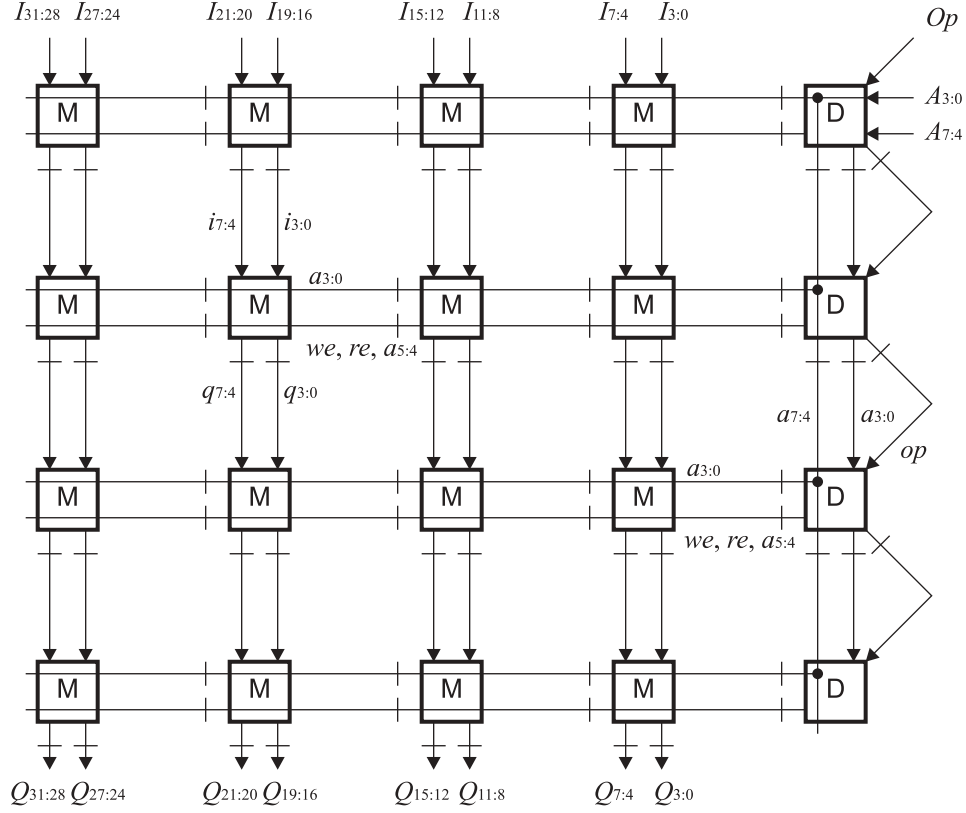 I31:28 I27:24 I21:20 I19:16 I15:12 I11:8 I7:4 I3:0 Op
M M M M D A3:0
A7:4
i7:4 i3:0
a3:0
M M M M D
we, re, a5:4
q7:4 q3:0 a7:4 a3:0
op
a3:0
M M M M D
we, re, a5:4
M M M M D
Q31:28 Q27:24 Q21:20 Q19:16 Q15:12 Q11:8 Q7:4 Q3:0